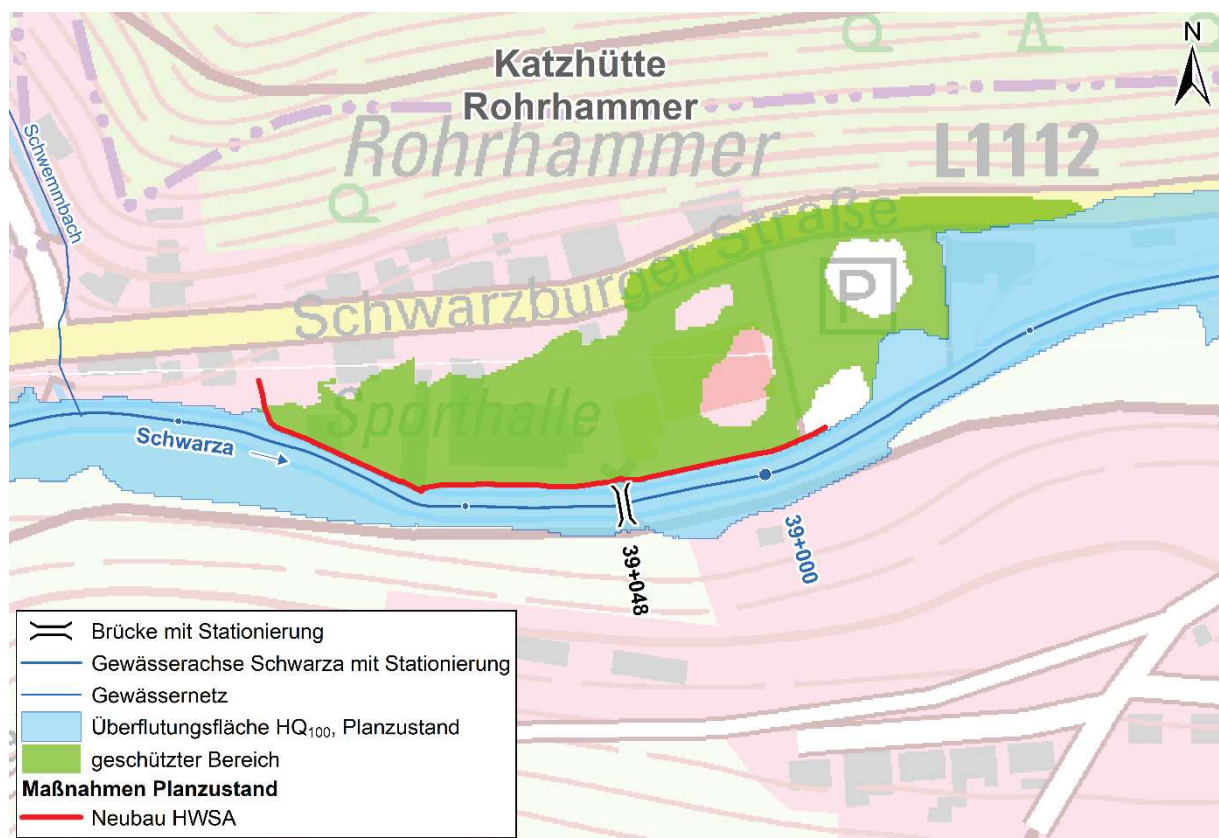 N
Katzhütte
Rohrhammer
Rohrhammer
L1112
Schwemmbach
Schwarzburger Straße
P
Sporthalle
Schwarza
39+000
39+048
Brücke mit Stationierung
Gewässerachse Schwarza mit Stationierung
Gewässernetz
Überflutungsfläche HQ₁₀₀, Planzustand
geschützter Bereich
Maßnahmen Planzustand
Neubau HWSA